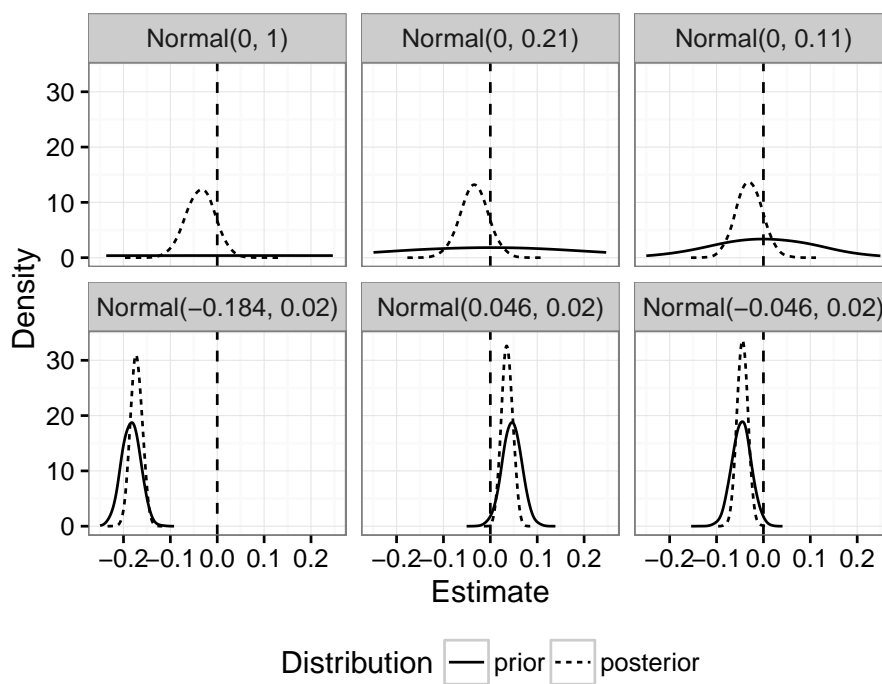 Normal(0, 1) Normal(0, 0.21) Normal(0, 0.11)
30
20
10
0
Density
Normal(−0.184, 0.02) Normal(0.046, 0.02) Normal(−0.046, 0.02)
30
20
10
0
−0.2 −0.1 0.0 0.1 0.2 −0.2 −0.1 0.0 0.1 0.2 −0.2 −0.1 0.0 0.1 0.2
Estimate
Distribution prior posterior